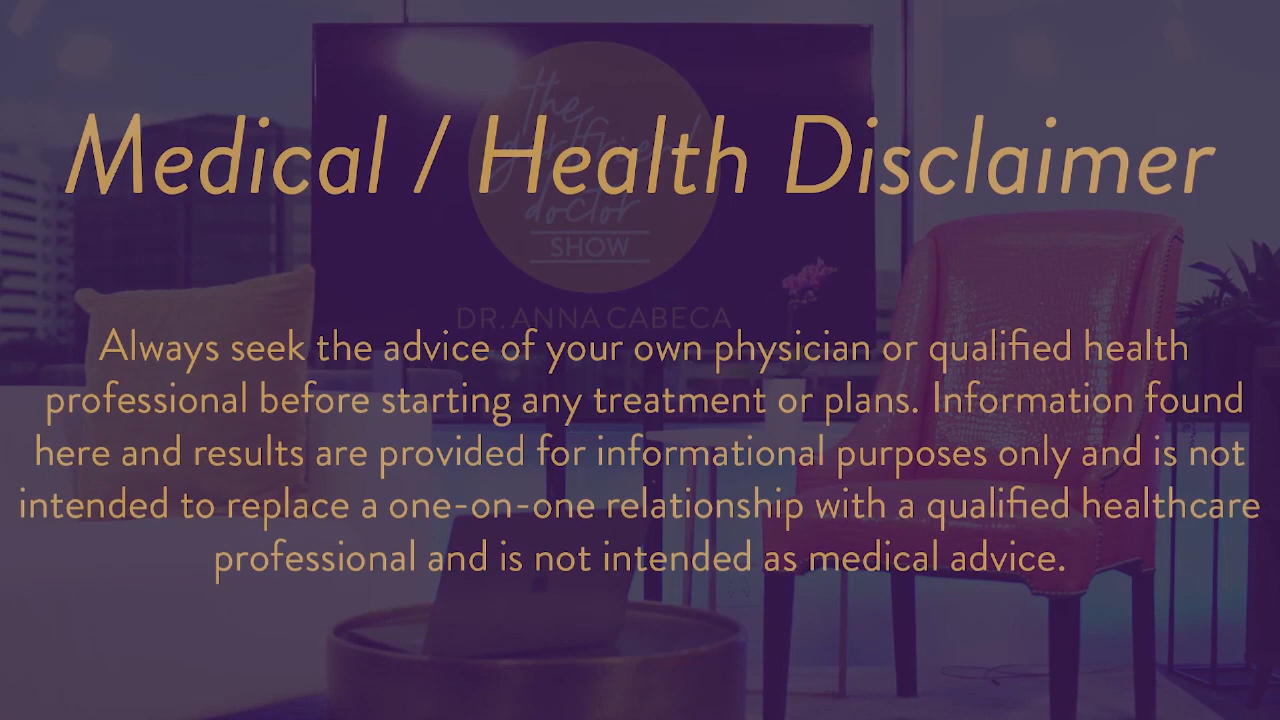 Medical / Health Disclaimer
the
girlfriend
doctor
SHOW
DR. ANNA CABECA
Always seek the advice of your own physician or qualified health
professional before starting any treatment or plans. Information found
here and results are provided for informational purposes only and is not
intended to replace a one-on-one relationship with a qualified healthcare
professional and is not intended as medical advice.